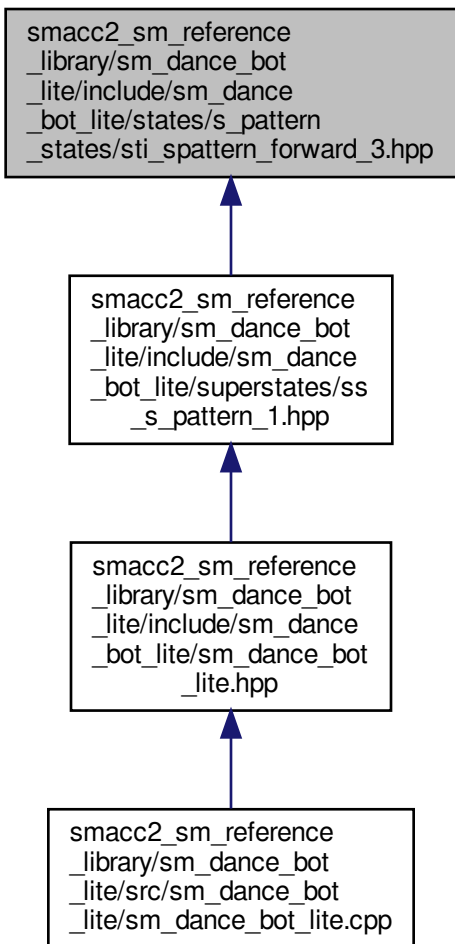 smacc2_sm_reference
_library/sm_dance_bot
_lite/include/sm_dance
_bot_lite/states/s_pattern
_states/sti_spattern_forward_3.hpp
smacc2_sm_reference
_library/sm_dance_bot
_lite/include/sm_dance
_bot_lite/superstates/ss
_s_pattern_1.hpp
smacc2_sm_reference
_library/sm_dance_bot
_lite/include/sm_dance
_bot_lite/sm_dance_bot
_lite.hpp
smacc2_sm_reference
_library/sm_dance_bot
_lite/src/sm_dance_bot
_lite/sm_dance_bot_lite.cpp